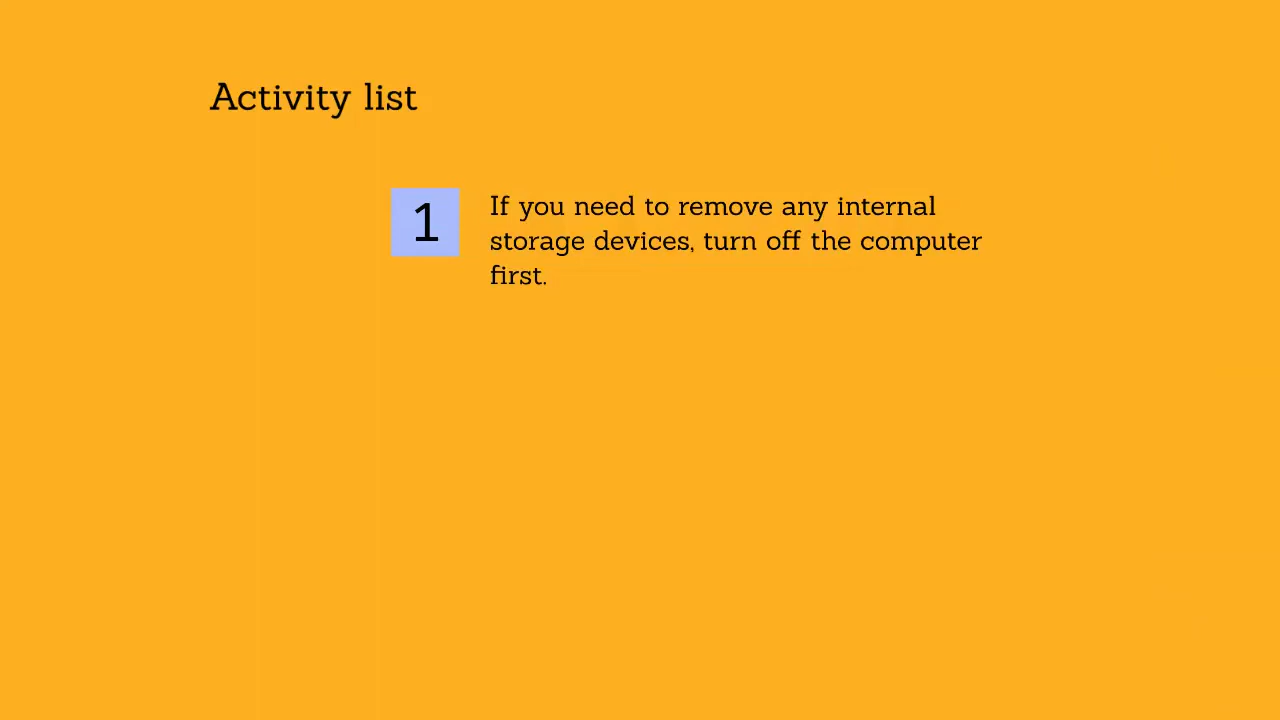 Activity list
1
If you need to remove any internal
storage devices, turn off the computer
first.